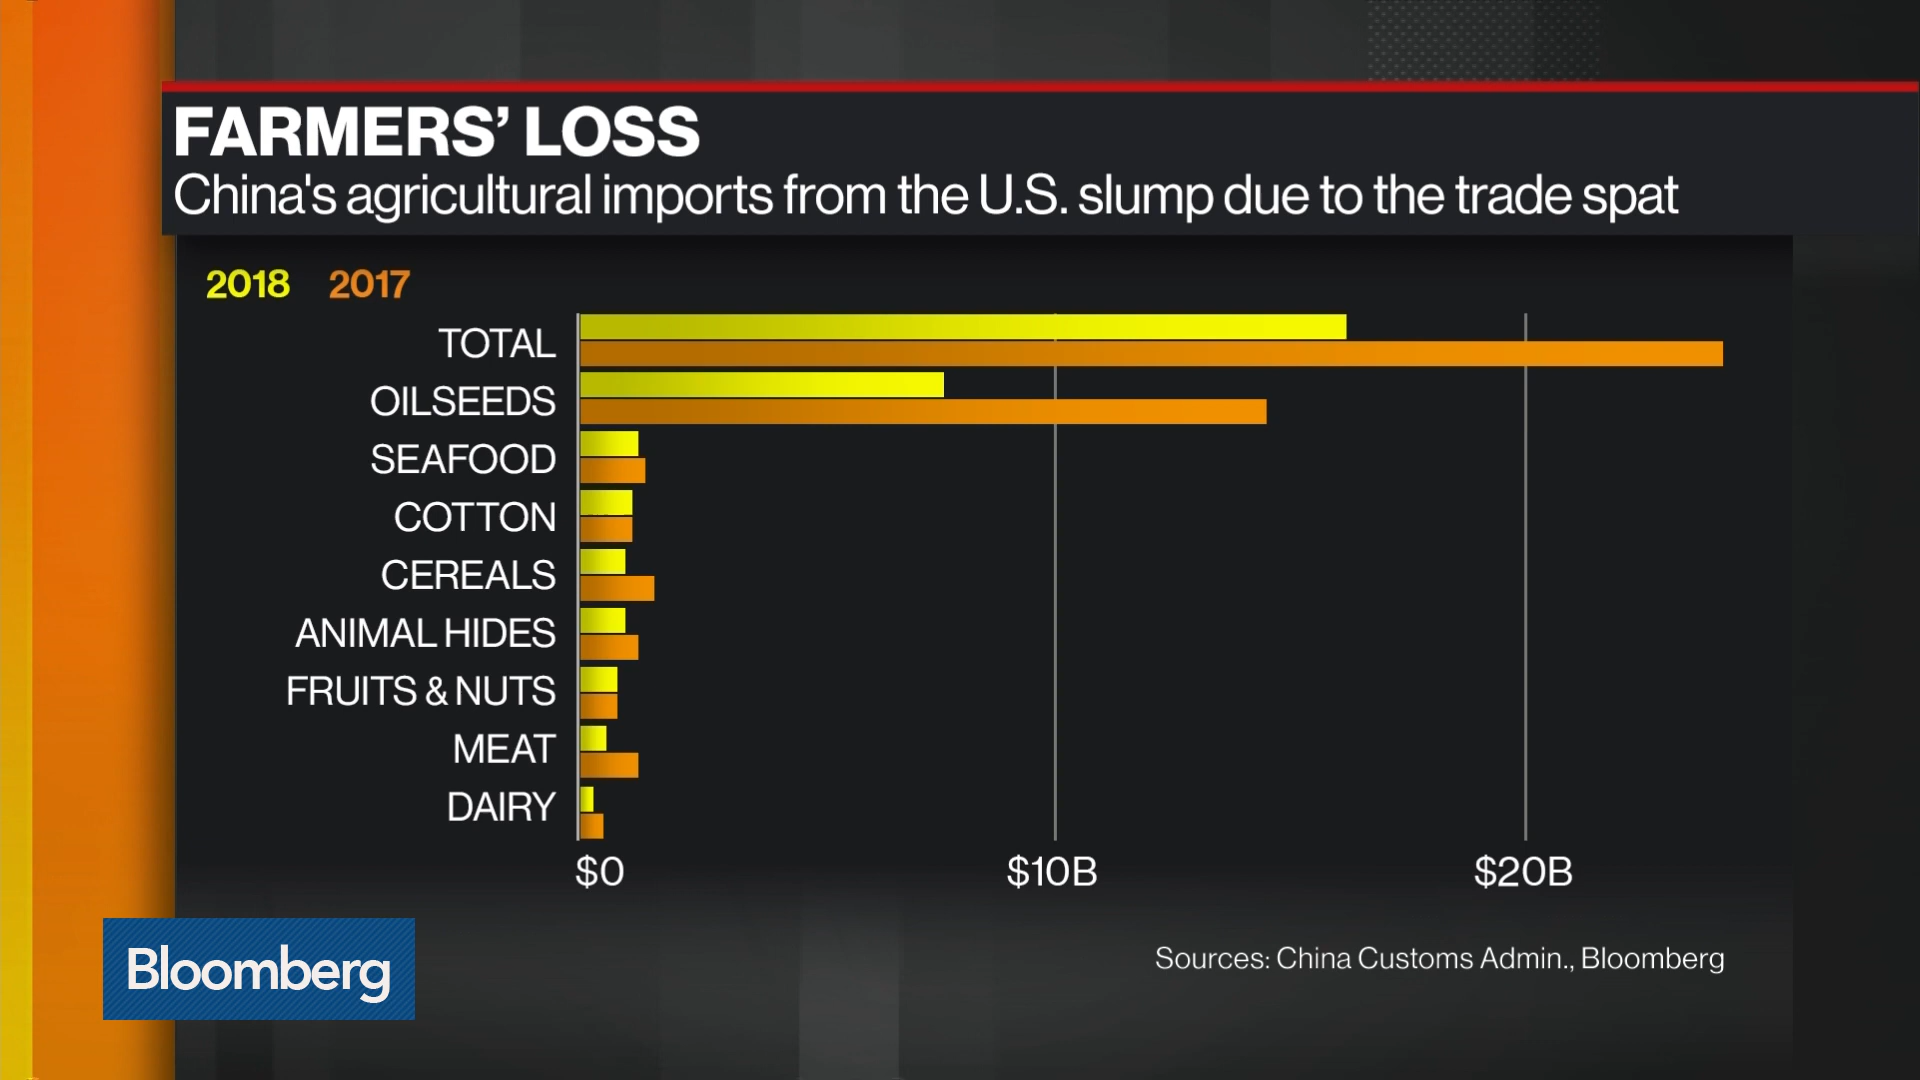 FARMERS’ LOSS
China's agricultural imports from the U.S. slump due to the trade spat
2018 2017
TOTAL
OILSEEDS
SEAFOOD
COTTON
CEREALS
ANIMAL HIDES
FRUITS & NUTS
MEAT
DAIRY
$0 $10B $20B
Bloomberg
Sources: China Customs Admin., Bloomberg